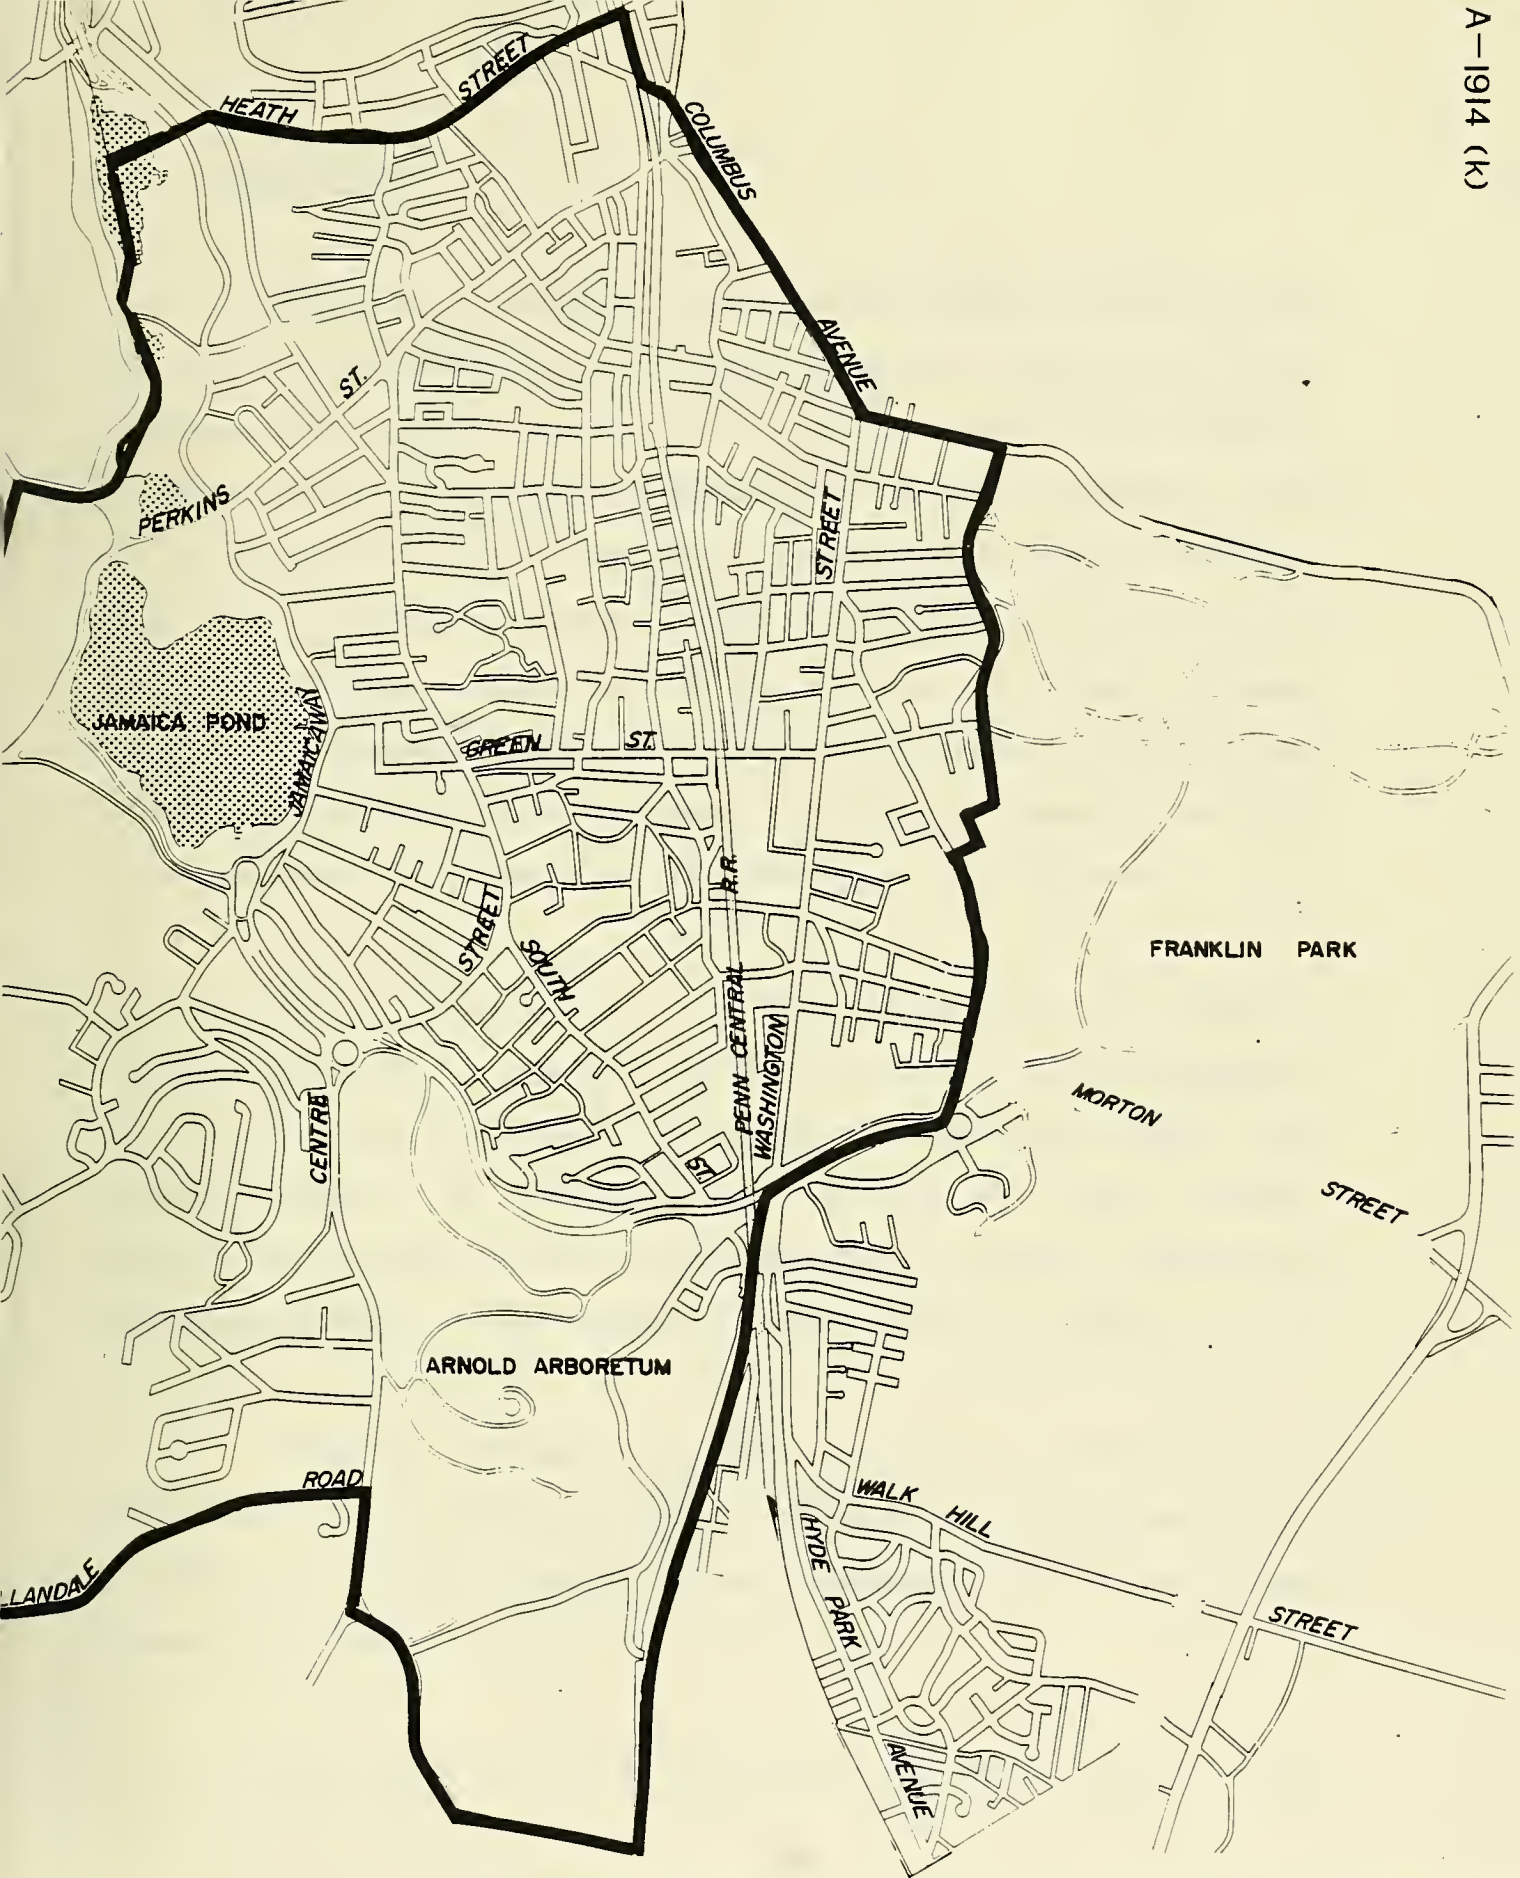 A-1914 (k)
HEATH STREET
COLUMBUS AVENUE
ST.
PERKINS
STREET
JAMAICA POND
JAMAICAWAY
GREEN ST.
R.R.
STREET
SOUTH
FRANKLIN PARK
PENN CENTRAL
WASHINGTON
MORTON
CENTRE
ST.
STREET
ARNOLD ARBORETUM
ROAD
WALK HILL
HYDE PARK
LLANDALE
STREET
AVENUE